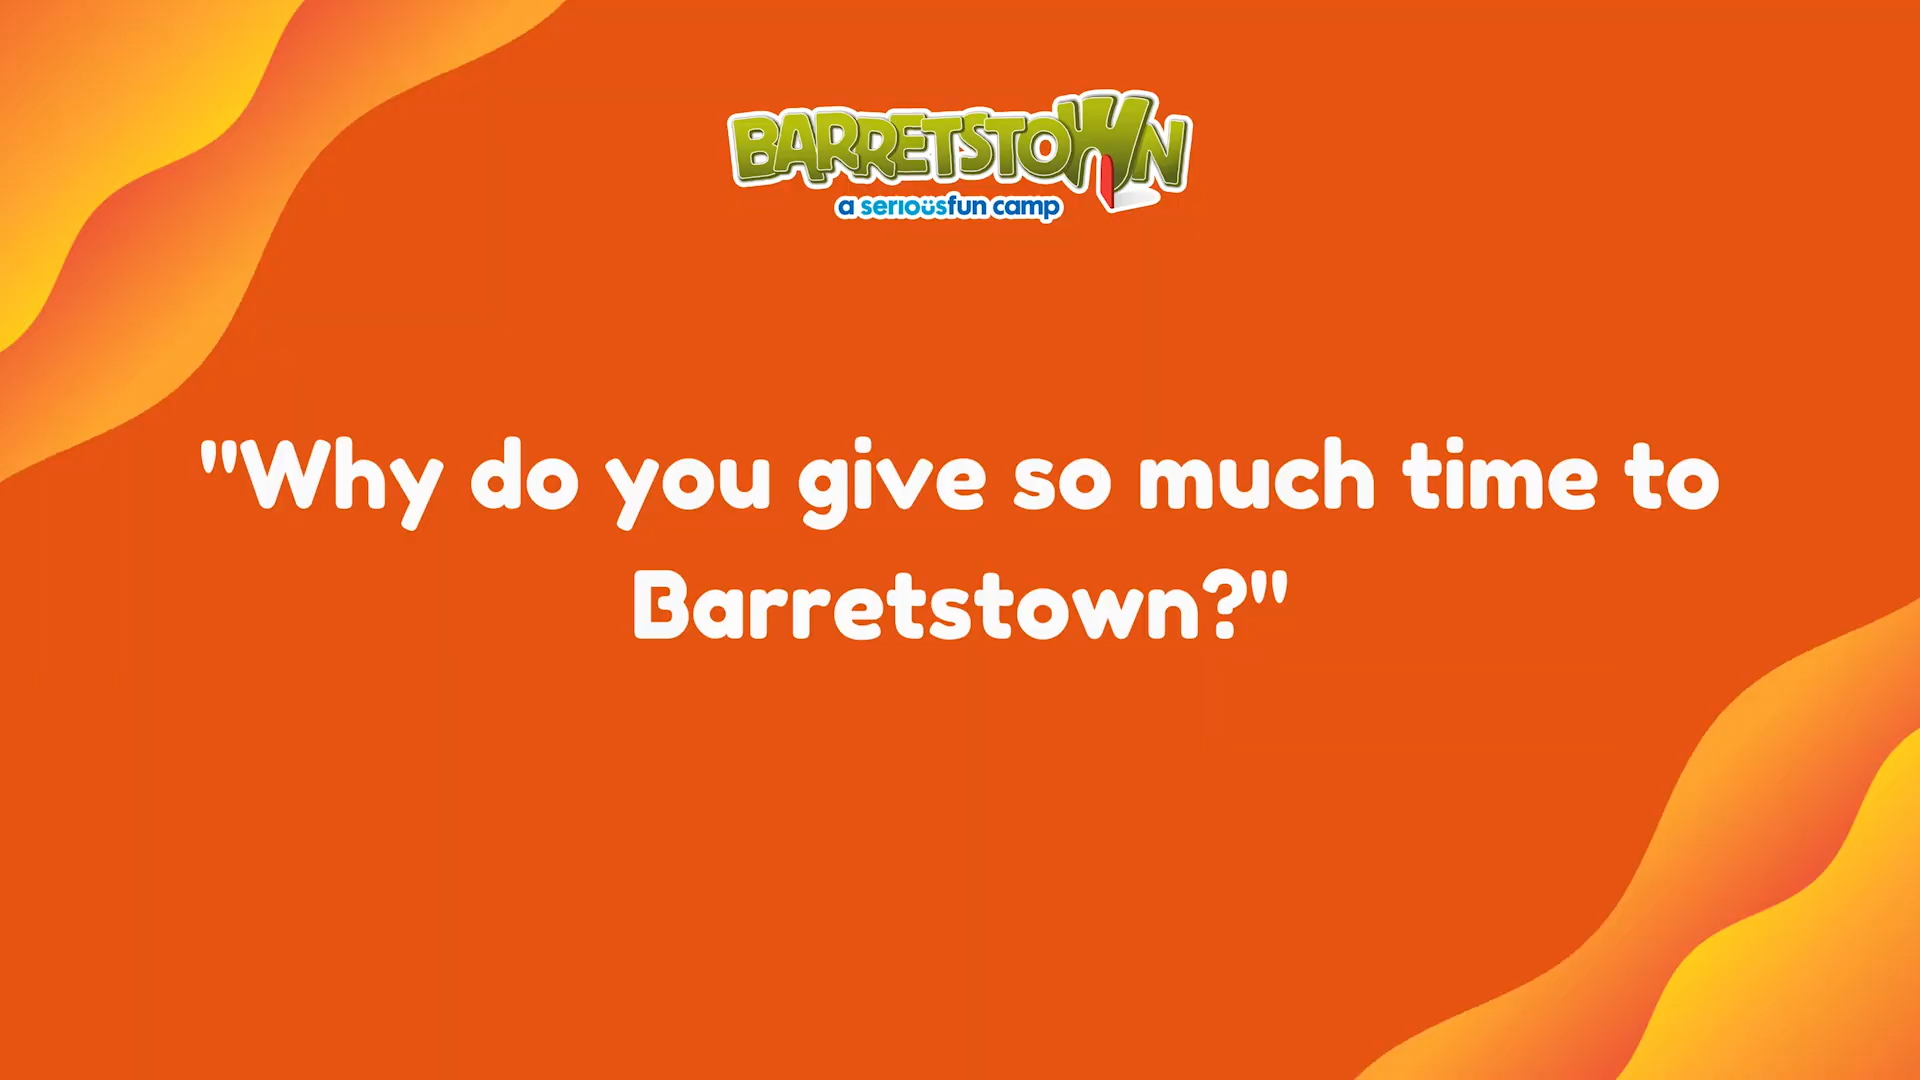 BARRETSTOWN
a seriousfun camp
"Why do you give so much time to
Barretstown?"